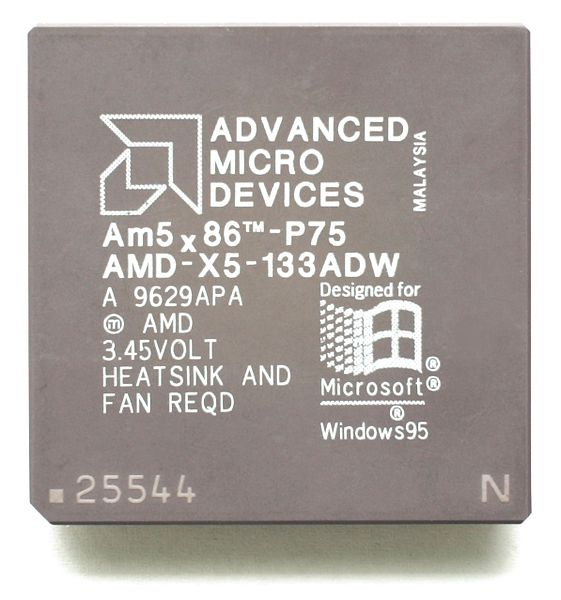 ADVANCED
MICRO
DEVICES
MALAYSIA
Am5x86™-P75
AMD-X5-133ADW
A 9629APA
ⓜ AMD
3.45VOLT
HEATSINK AND
FAN REQD
Designed for
®
Microsoft®
®
Windows95
25544
N